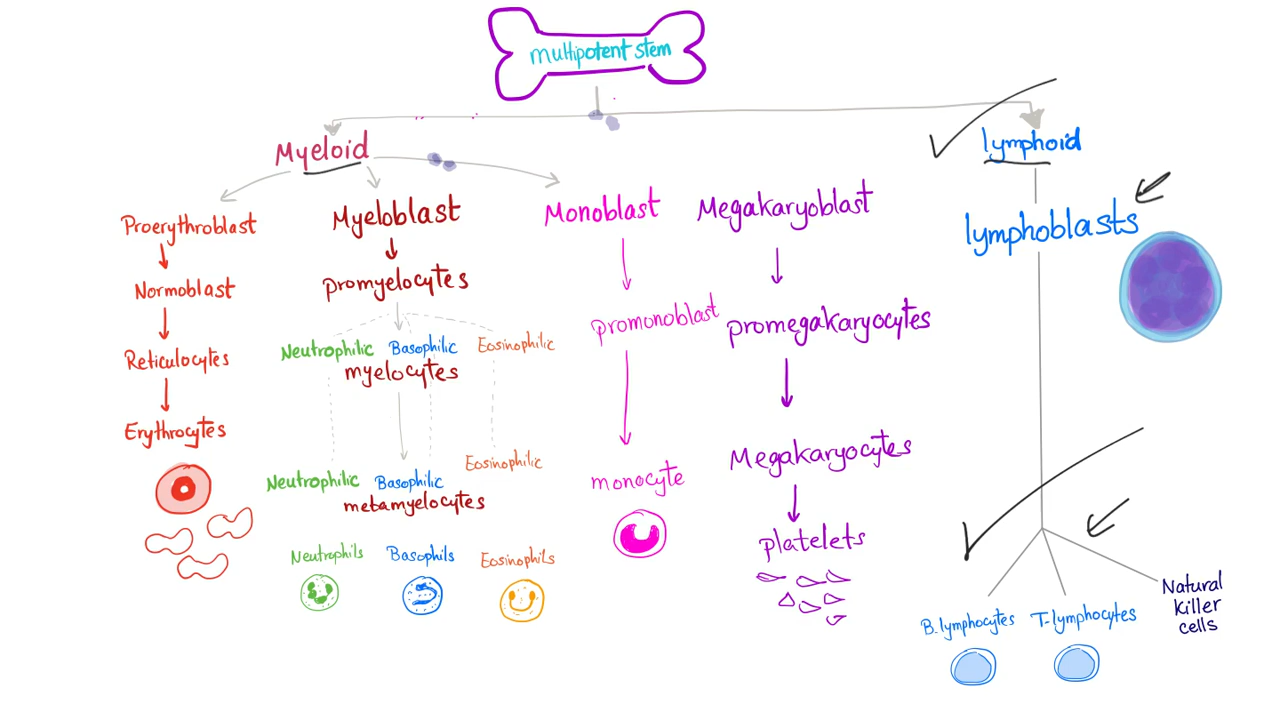 multipotent stem
Myeloid
lymphoid
Proerythroblast
Normoblast
Reticulocytes
Erythrocytes
Myeloblast
promyelocytes
Neutrophilic Basophilic Eosinophilic
myelocytes
Neutrophilic Basophilic Eosinophilic
metamyelocytes
Neutrophils Basophils Eosinophils
Monoblast
promonoblast
monocyte
Megakaryoblast
promegakaryocytes
Megakaryocytes
platelets
lymphoblasts
B.lymphocytes T-lymphocytes
Natural
killer
cells